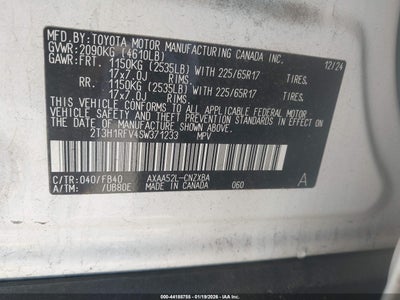 MFD. BY: TOYOTA MOTOR MANUFACTURING CANADA INC.
GVWR: 2090KG (4610LB) 12/24
GAWR: FRT. 1150KG (2535LB) WITH 225/65R17 TIRES,
17x7.0J RIMS,
RR. 1150KG (2535LB) WITH 225/65R17 TIRES,
17x7.0J RIMS,
THIS VEHICLE CONFORMS TO ALL APPLICABLE FEDERAL MOTOR
VEHICLE SAFETY, BUMPER, AND THEFT PREVENTION STANDARDS
IN EFFECT ON THE DATE OF MANUFACTURE SHOWN ABOVE.
2T3H1RFV4SW371233 MPV
C/TR: 040/FB40 AXAA52L-CNZXBA A
A/TM: /UB80E MADE IN CANADA 060
000-44188755 - 01/19/2026 - IAAI